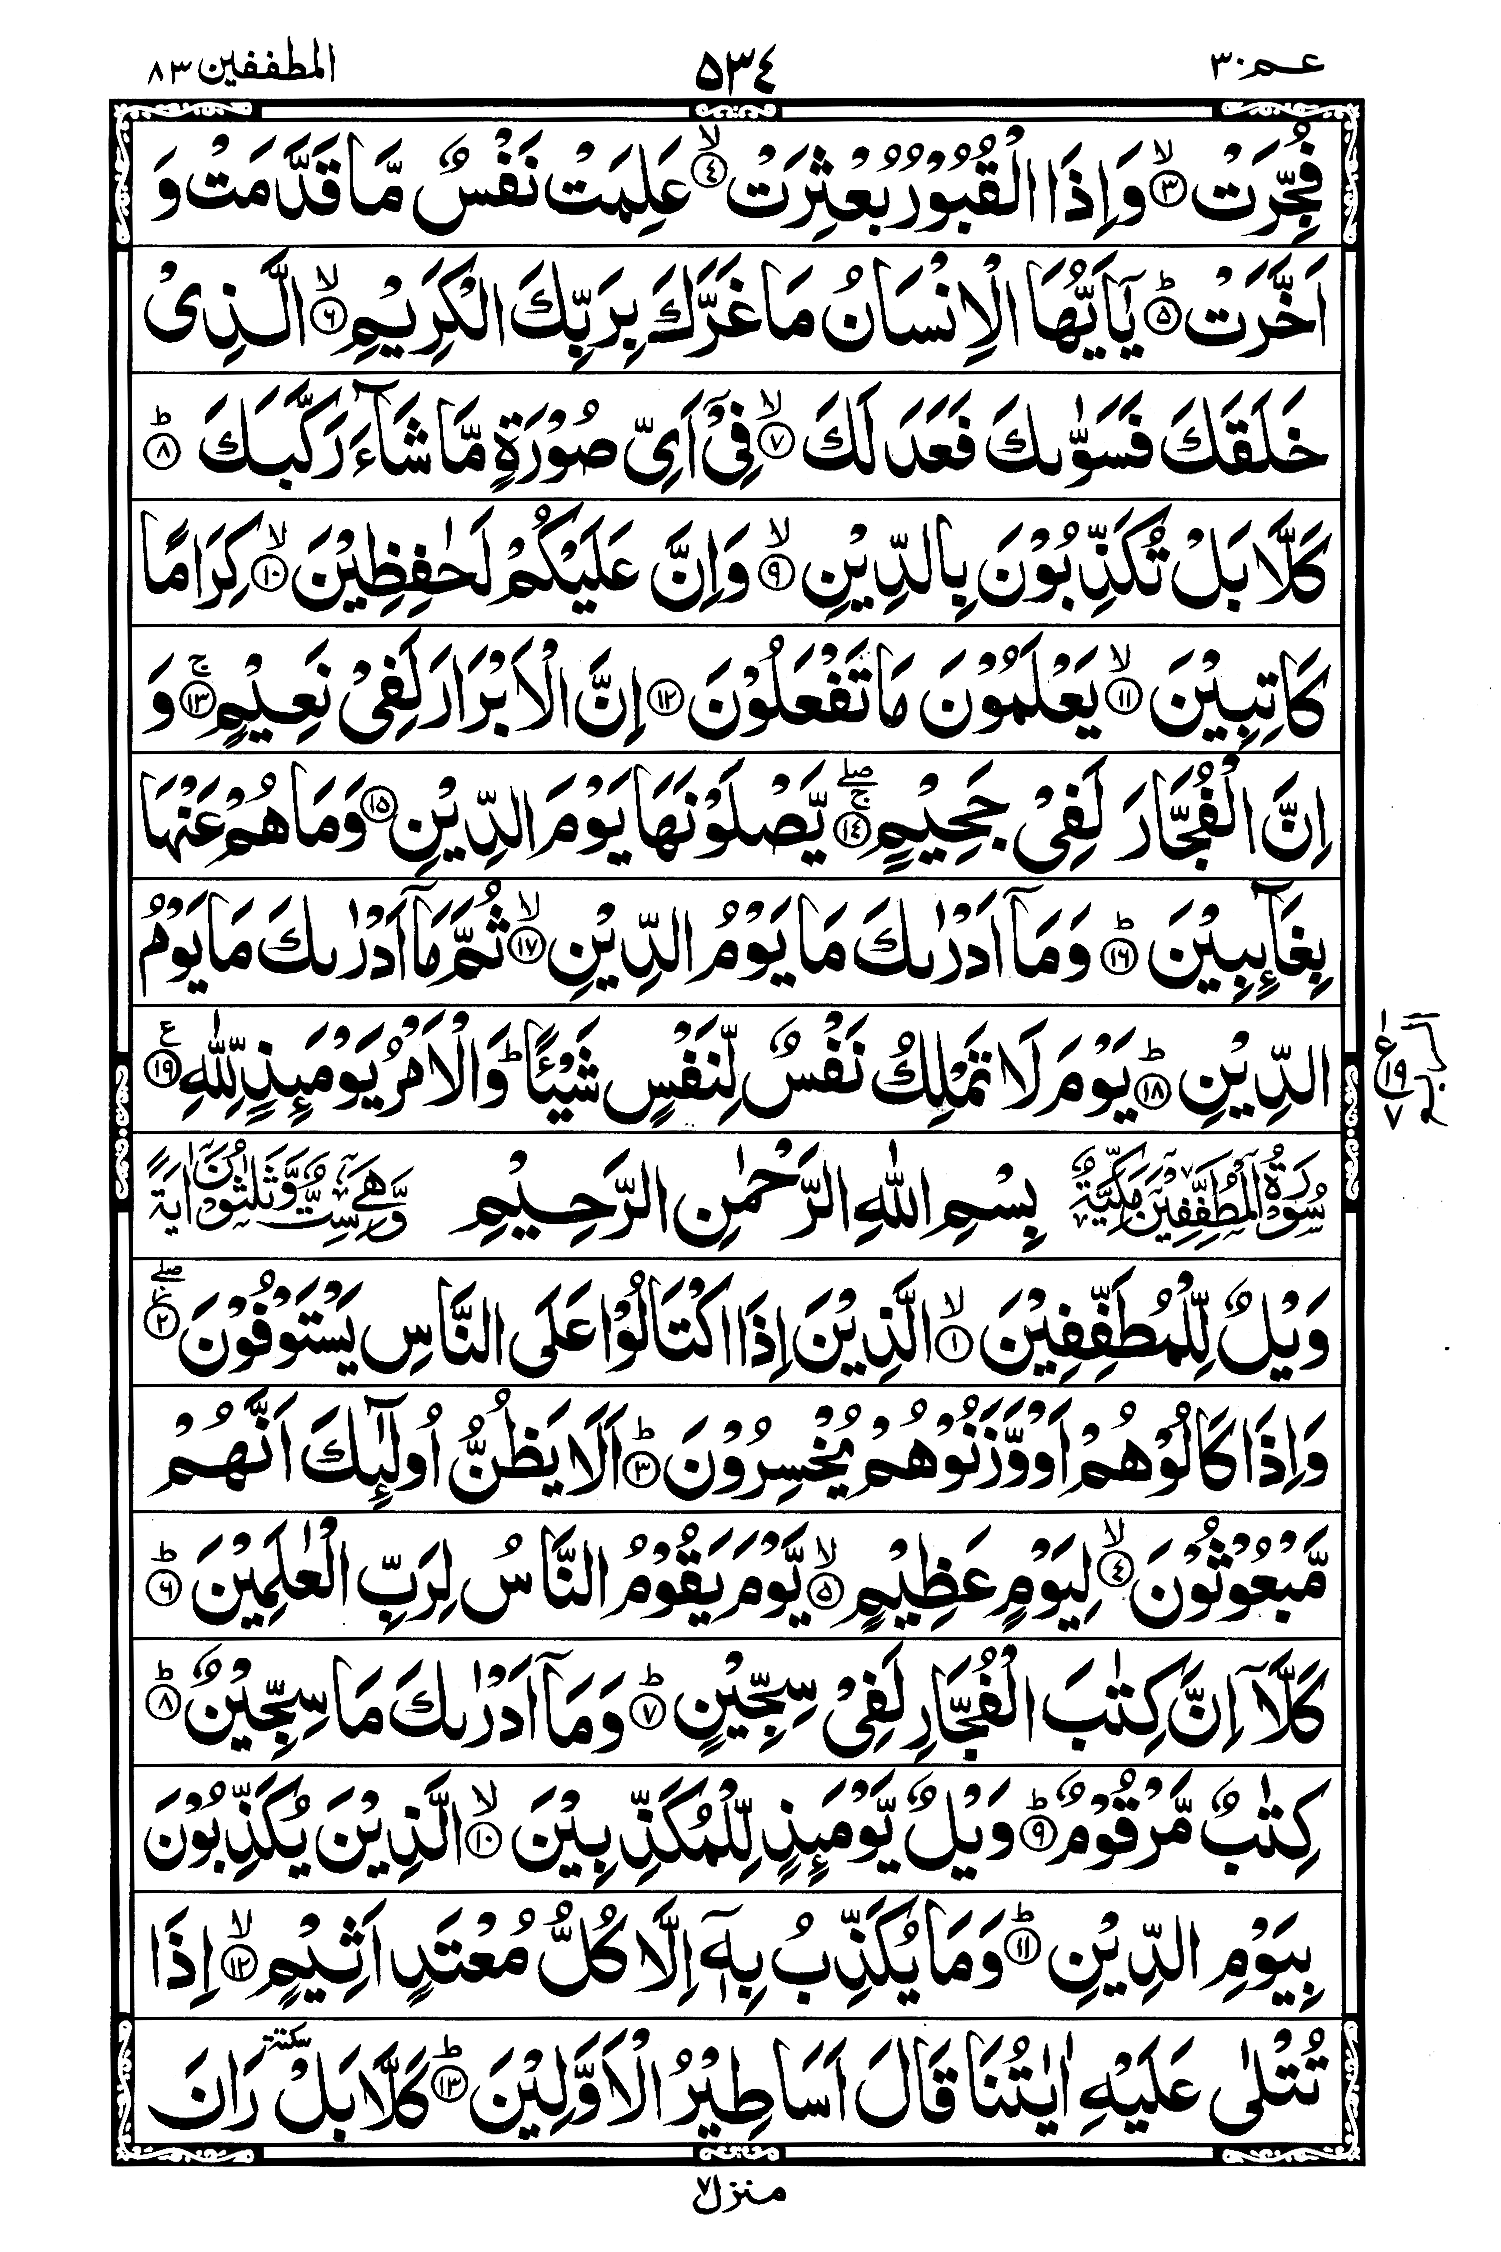 عـم ٣٠ ٥٣٤ المطففين ٨٣
فُجِّرَتْ ﴿٣﴾ۙ وَاِذَا الْقُبُوْرُ بُعْثِرَتْ ﴿٤﴾ۙ عَلِمَتْ نَفْسٌ مَّا قَدَّمَتْ وَ
اَخَّرَتْ ﴿٥﴾ؕ يٰۤاَيُّهَا الْاِنْسَانُ مَا غَرَّكَ بِرَبِّكَ الْكَرِيْمِ ﴿٦﴾ۙ الَّذِىْ
خَلَقَكَ فَسَوّٰىكَ فَعَدَلَكَ ﴿٧﴾ۙ فِىْۤ اَىِّ صُوْرَةٍ مَّا شَآءَ رَكَّبَكَ ﴿٨﴾ؕ
كَلَّا بَلْ تُكَذِّبُوْنَ بِالدِّيْنِ ﴿٩﴾ۙ وَاِنَّ عَلَيْكُمْ لَحٰفِظِيْنَ ﴿١٠﴾ۙ كِرَامًا
كَاتِبِيْنَ ﴿١١﴾ۙ يَعْلَمُوْنَ مَا تَفْعَلُوْنَ ﴿١٢﴾ اِنَّ الْاَبْرَارَ لَفِىْ نَعِيْمٍ ﴿١٣﴾ۚ وَ
اِنَّ الْفُجَّارَ لَفِىْ جَحِيْمٍ ﴿١٤﴾ۚۖ يَّصْلَوْنَهَا يَوْمَ الدِّيْنِ ﴿١٥﴾ وَمَا هُمْ عَنْهَا
بِغَآئِبِيْنَ ﴿١٦﴾ؕ وَمَاۤ اَدْرٰىكَ مَا يَوْمُ الدِّيْنِ ﴿١٧﴾ۙ ثُمَّ مَاۤ اَدْرٰىكَ مَا يَوْمُ
الدِّيْنِ ﴿١٨﴾ؕ يَوْمَ لَا تَمْلِكُ نَفْسٌ لِّنَفْسٍ شَيْئًا ؕ وَالْاَمْرُ يَوْمَئِذٍ لِّلّٰهِ ﴿١٩﴾ع
الربع ع ١٩ ٧
سُوْرَةُ الْمُطَفِّفِيْنَ مَكِّيَّةٌ بِسْمِ اللّٰهِ الرَّحْمٰنِ الرَّحِيْمِ وَّهِىَ سِتٌّ وَّثَلٰثُوْنَ اٰيَةً
وَيْلٌ لِّلْمُطَفِّفِيْنَ ﴿١﴾ۙ الَّذِيْنَ اِذَا اكْتَالُوْا عَلَى النَّاسِ يَسْتَوْفُوْنَ ﴿٢﴾ۖ
وَاِذَا كَالُوْهُمْ اَوْ وَّزَنُوْهُمْ يُخْسِرُوْنَ ﴿٣﴾ؕ اَلَا يَظُنُّ اُولٰٓئِكَ اَنَّهُمْ
مَّبْعُوْثُوْنَ ﴿٤﴾ۙ لِيَوْمٍ عَظِيْمٍ ﴿٥﴾ۙ يَّوْمَ يَقُوْمُ النَّاسُ لِرَبِّ الْعٰلَمِيْنَ ﴿٦﴾ؕ
كَلَّاۤ اِنَّ كِتٰبَ الْفُجَّارِ لَفِىْ سِجِّيْنٍ ﴿٧﴾ؕ وَمَاۤ اَدْرٰىكَ مَا سِجِّيْنٌ ﴿٨﴾ؕ
كِتٰبٌ مَّرْقُوْمٌ ﴿٩﴾ؕ وَيْلٌ يَّوْمَئِذٍ لِّلْمُكَذِّبِيْنَ ﴿١٠﴾ۙ الَّذِيْنَ يُكَذِّبُوْنَ
بِيَوْمِ الدِّيْنِ ﴿١١﴾ؕ وَمَا يُكَذِّبُ بِهٖۤ اِلَّا كُلُّ مُعْتَدٍ اَثِيْمٍ ﴿١٢﴾ۙ اِذَا
تُتْلٰى عَلَيْهِ اٰيٰتُنَا قَالَ اَسَاطِيْرُ الْاَوَّلِيْنَ ﴿١٣﴾ؕ كَلَّا بَلْ سكتة رَانَ
منزل ٧